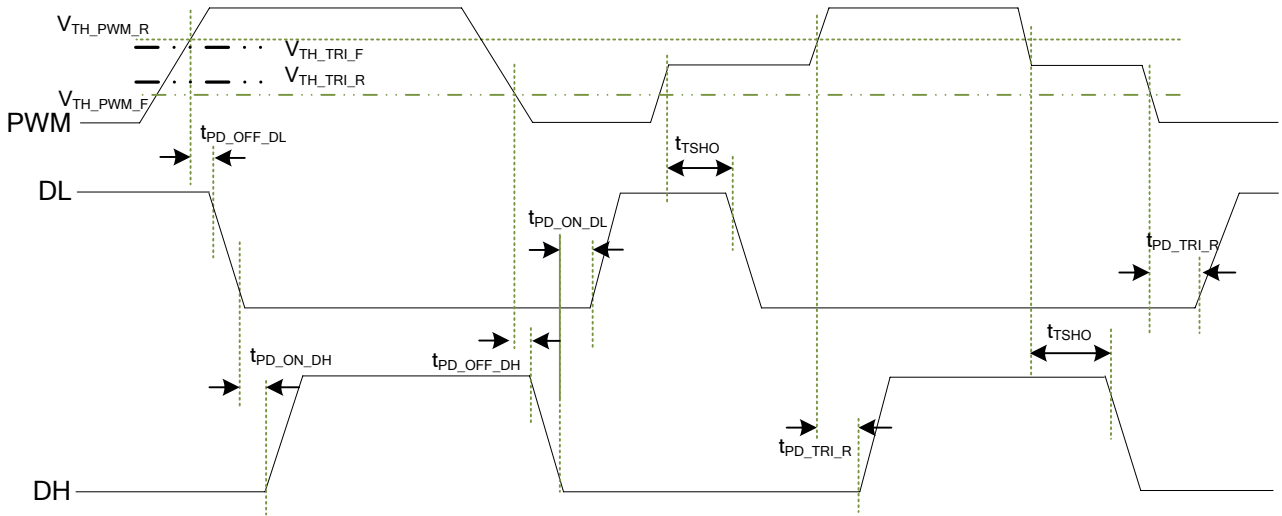 V_TH_PWM_R
V_TH_TRI_F
V_TH_TRI_R
V_TH_PWM_F
PWM
t_PD_OFF_DL
t_TSHO
DL
t_PD_ON_DL
t_PD_TRI_R
t_TSHO
t_PD_ON_DH
t_PD_OFF_DH
t_PD_TRI_R
DH